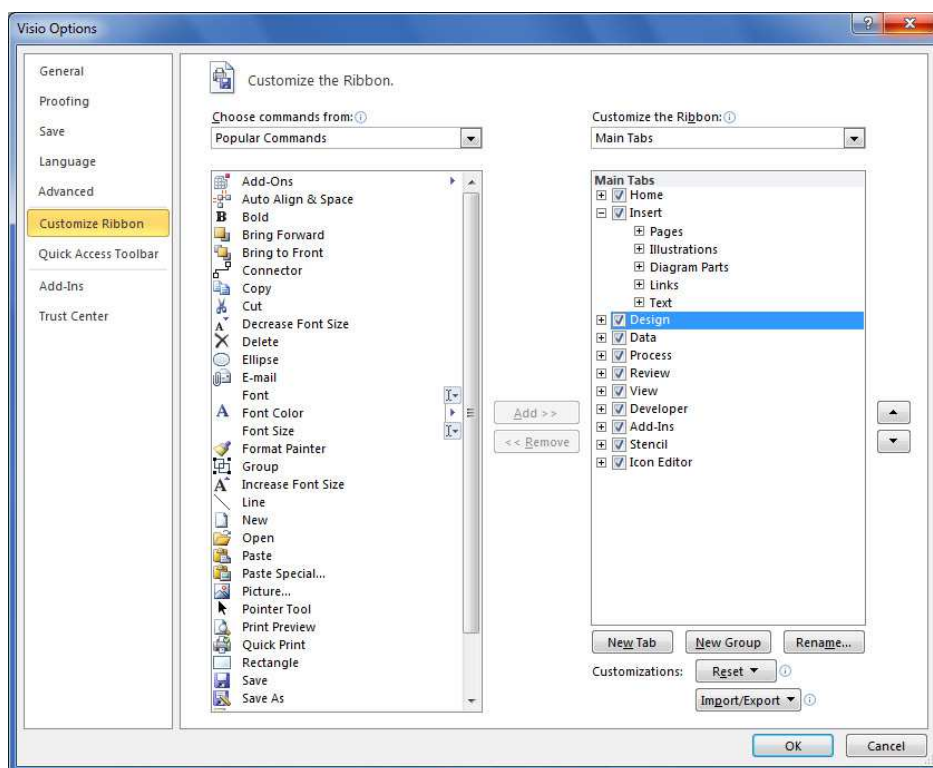 Visio Options
General
Proofing
Save
Language
Advanced
Customize Ribbon
Quick Access Toolbar
Add-Ins
Trust Center
Customize the Ribbon.
Choose commands from:
Popular Commands
Add-Ons
Auto Align & Space
Bold
Bring Forward
Bring to Front
Connector
Copy
Cut
Decrease Font Size
Delete
Ellipse
E-mail
Font
Font Color
Font Size
Format Painter
Group
Increase Font Size
Line
New
Open
Paste
Paste Special...
Picture...
Pointer Tool
Print Preview
Quick Print
Rectangle
Save
Save As
Add >>
<< Remove
Customize the Ribbon:
Main Tabs
Main Tabs
Home
Insert
Pages
Illustrations
Diagram Parts
Links
Text
Design
Data
Process
Review
View
Developer
Add-Ins
Stencil
Icon Editor
New Tab
New Group
Rename...
Customizations:
Reset
Import/Export
OK
Cancel